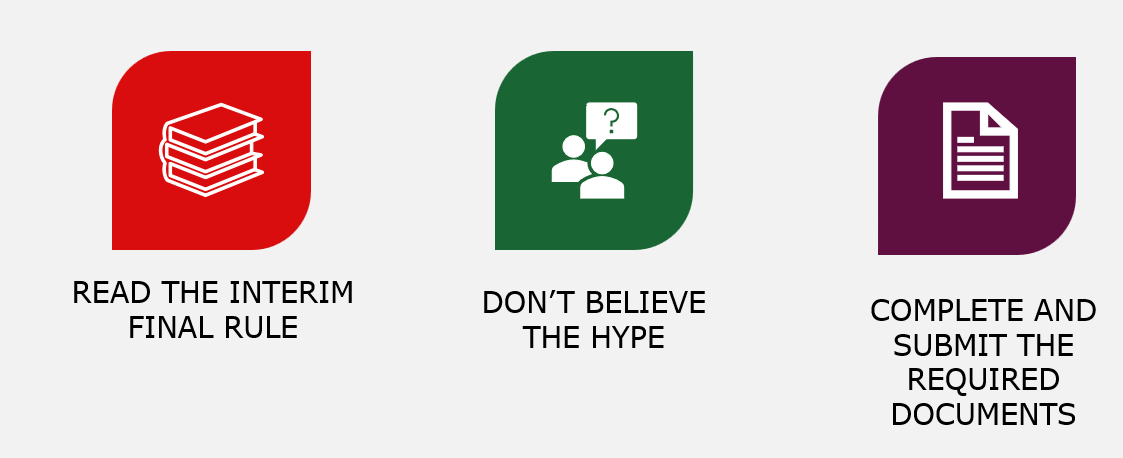 READ THE INTERIM
FINAL RULE
?
DON’T BELIEVE
THE HYPE
COMPLETE AND
SUBMIT THE
REQUIRED
DOCUMENTS